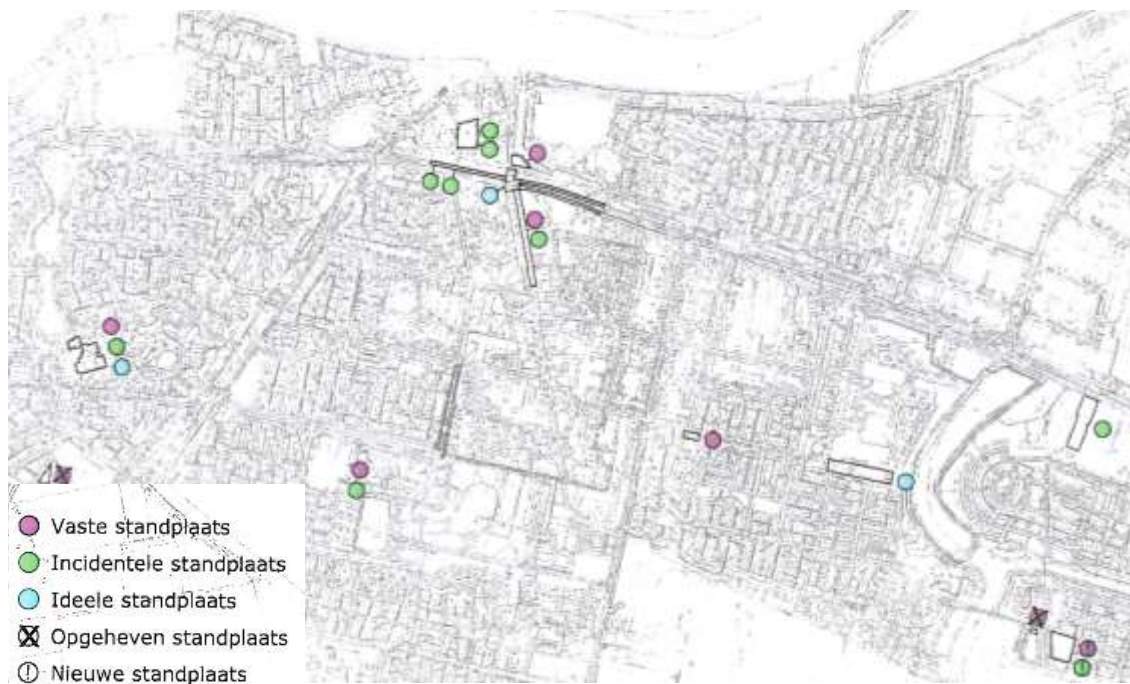 Vaste standplaats
Incidentele standplaats
Ideele standplaats
Opgeheven standplaats
Nieuwe standplaats